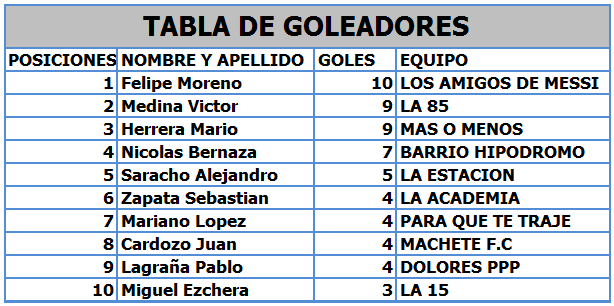 TABLA DE GOLEADORES
POSICIONES NOMBRE Y APELLIDO GOLES EQUIPO
1 Felipe Moreno 10 LOS AMIGOS DE MESSI
2 Medina Victor 9 LA 85
3 Herrera Mario 9 MAS O MENOS
4 Nicolas Bernaza 7 BARRIO HIPODROMO
5 Saracho Alejandro 5 LA ESTACION
6 Zapata Sebastian 4 LA ACADEMIA
7 Mariano Lopez 4 PARA QUE TE TRAJE
8 Cardozo Juan 4 MACHETE F.C
9 Lagraña Pablo 4 DOLORES PPP
10 Miguel Ezchera 3 LA 15